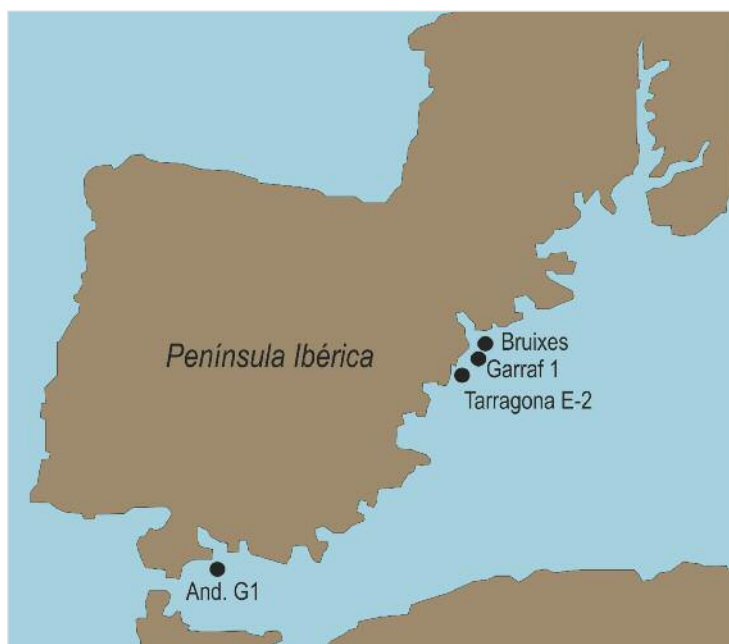 Península Ibérica
Bruixes
Garraf 1
Tarragona E-2
And. G1